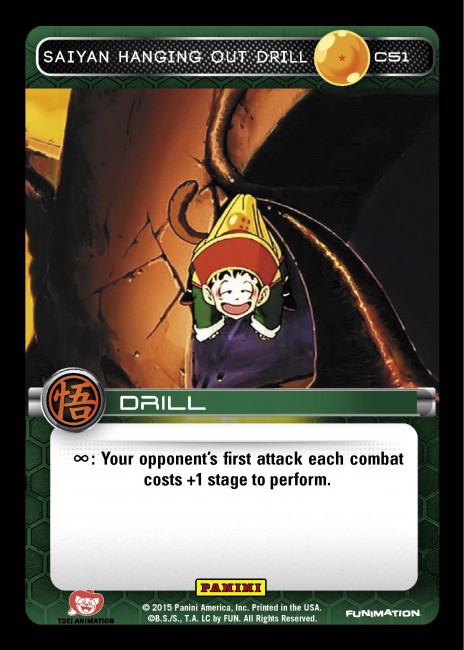 SAIYAN HANGING OUT DRILL C51
悟 DRILL
∞: Your opponent's first attack each combat
costs +1 stage to perform.
PANINI
TOEI ANIMATION
© 2015 Panini America, Inc. Printed in the USA.
©B.S./S., T.A. LC by FUN. All Rights Reserved.
FUNIMATION